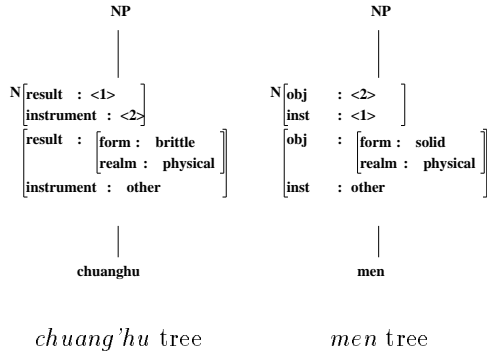 NP NP
N result : <1> N obj : <2>
instrument : <2> inst : <1>
result : form : brittle obj : form : solid
realm : physical realm : physical
instrument : other inst : other
chuanghu men
chuang'hu tree men tree